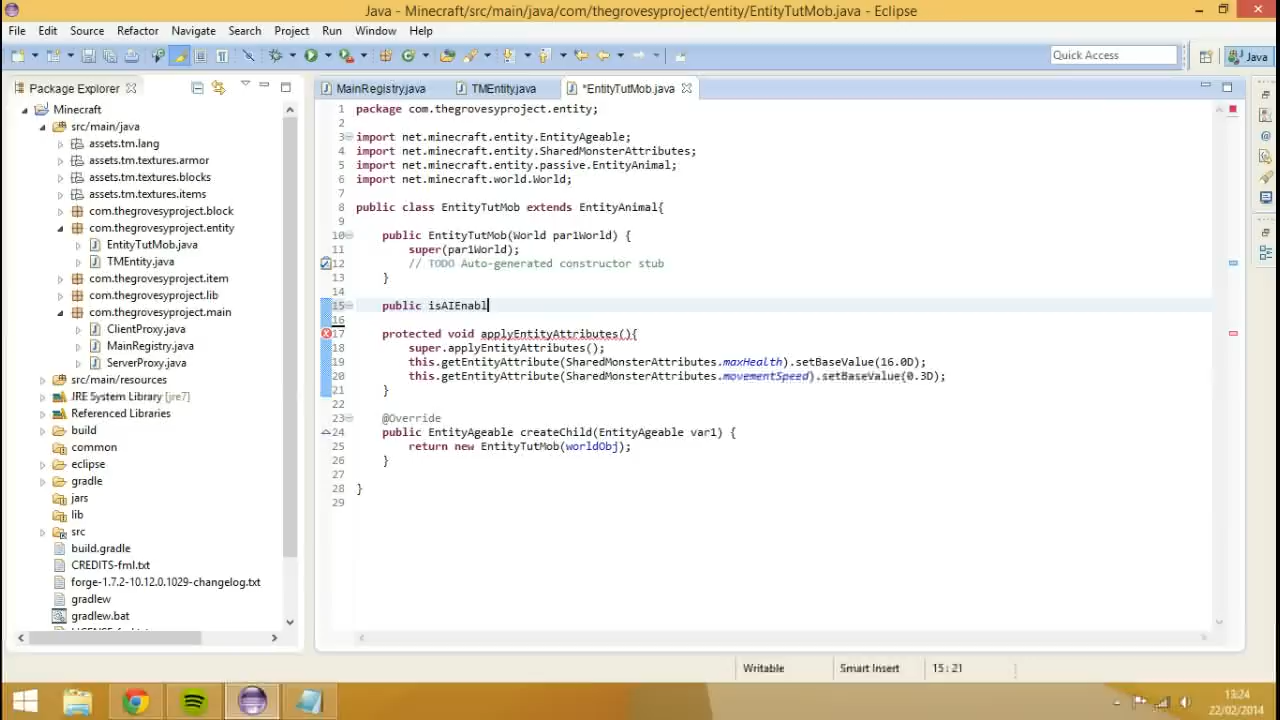 Java - Minecraft/src/main/java/com/thegrovesyproject/entity/EntityTutMob.java - Eclipse
File Edit Source Refactor Navigate Search Project Run Window Help
Quick Access
Java
Package Explorer
MainRegistry.java
TMEntity.java
*EntityTutMob.java
Minecraft
src/main/java
assets.tm.lang
assets.tm.textures.armor
assets.tm.textures.blocks
assets.tm.textures.items
com.thegrovesyproject.block
com.thegrovesyproject.entity
EntityTutMob.java
TMEntity.java
com.thegrovesyproject.item
com.thegrovesyproject.lib
com.thegrovesyproject.main
ClientProxy.java
MainRegistry.java
ServerProxy.java
src/main/resources
JRE System Library [jre7]
Referenced Libraries
build
common
eclipse
gradle
jars
lib
src
build.gradle
CREDITS-fml.txt
forge-1.7.2-10.12.0.1029-changelog.txt
gradlew
gradlew.bat
1 package com.thegrovesyproject.entity;
2
3 import net.minecraft.entity.EntityAgeable;
4 import net.minecraft.entity.SharedMonsterAttributes;
5 import net.minecraft.entity.passive.EntityAnimal;
6 import net.minecraft.world.World;
7
8 public class EntityTutMob extends EntityAnimal{
9
10 public EntityTutMob(World par1World) {
11 super(par1World);
12 // TODO Auto-generated constructor stub
13 }
14
15 public isAIEnabl
16
17 protected void applyEntityAttributes(){
18 super.applyEntityAttributes();
19 this.getEntityAttribute(SharedMonsterAttributes.maxHealth).setBaseValue(16.0D);
20 this.getEntityAttribute(SharedMonsterAttributes.movementSpeed).setBaseValue(0.3D);
21 }
22
23 @Override
24 public EntityAgeable createChild(EntityAgeable var1) {
25 return new EntityTutMob(worldObj);
26 }
27
28 }
29
Writable
Smart Insert
15 : 21
13:24
22/02/2014